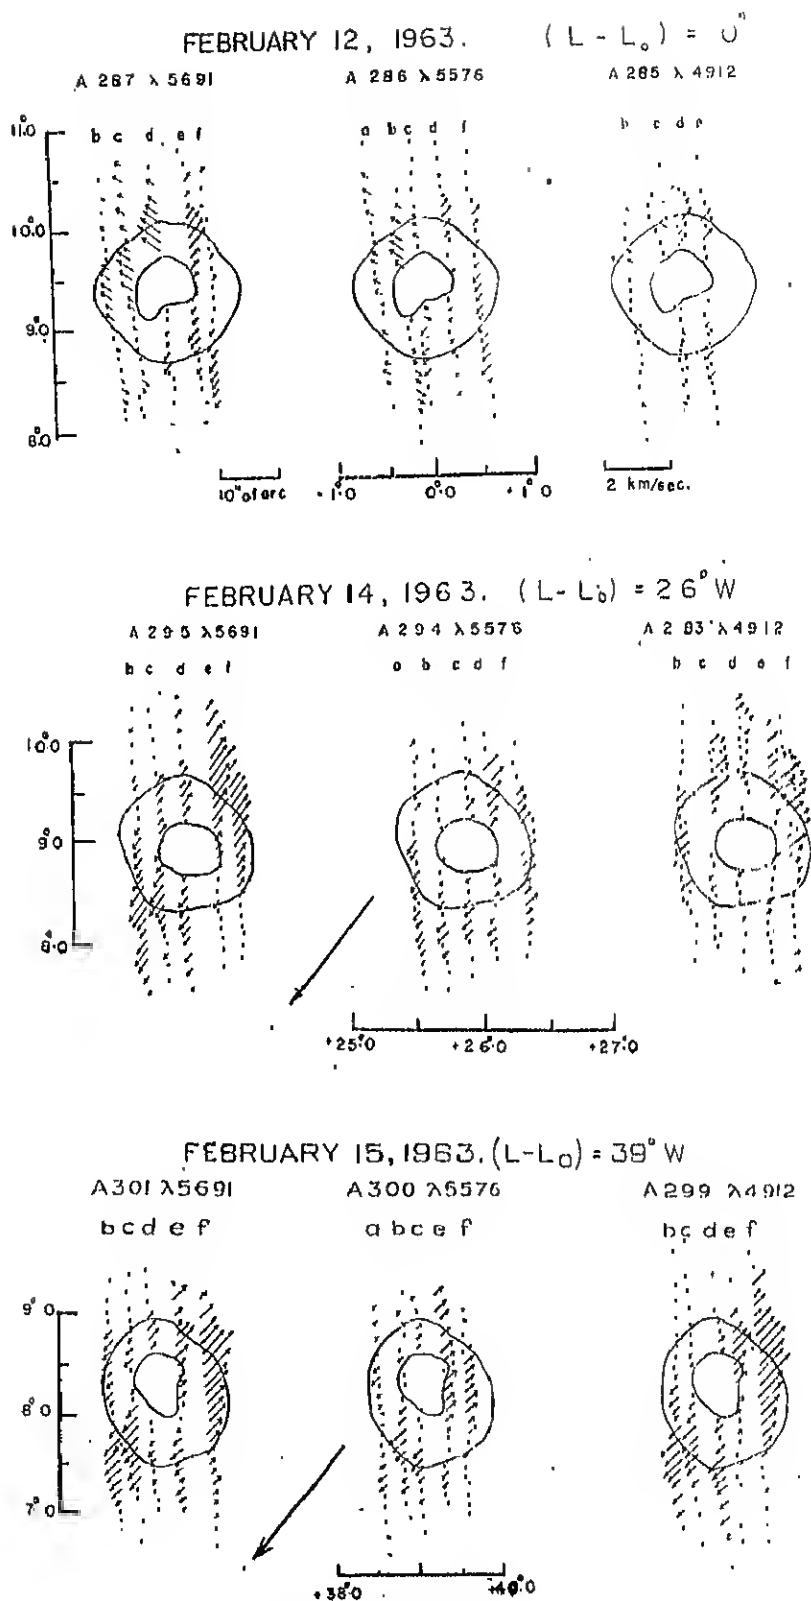 FEBRUARY 12, 1963. (L - L₀) = 0°
A 287 λ 5691 A 286 λ 5576 A 285 λ 4912
b c d e f a b c d f b c d e
11.0°
10.0°
9.0°
8.0°
10" of arc - 1.0° 0.0° + 1.0° 2 km/sec.
FEBRUARY 14, 1963. (L - L₀) = 26° W
A 295 λ 5691 A 294 λ 5576 A 283 λ 4912
b c d e f a b c d f b c d e f
10.0°
9.0°
8.0°
+25.0° +26.0° +27.0°
FEBRUARY 15, 1963. (L-L₀) = 39° W
A301 λ5691 A300 λ5576 A299 λ4912
b c d e f a b c e f b c d e f
9.0°
8.0°
7.0°
+38.0° +40.0°